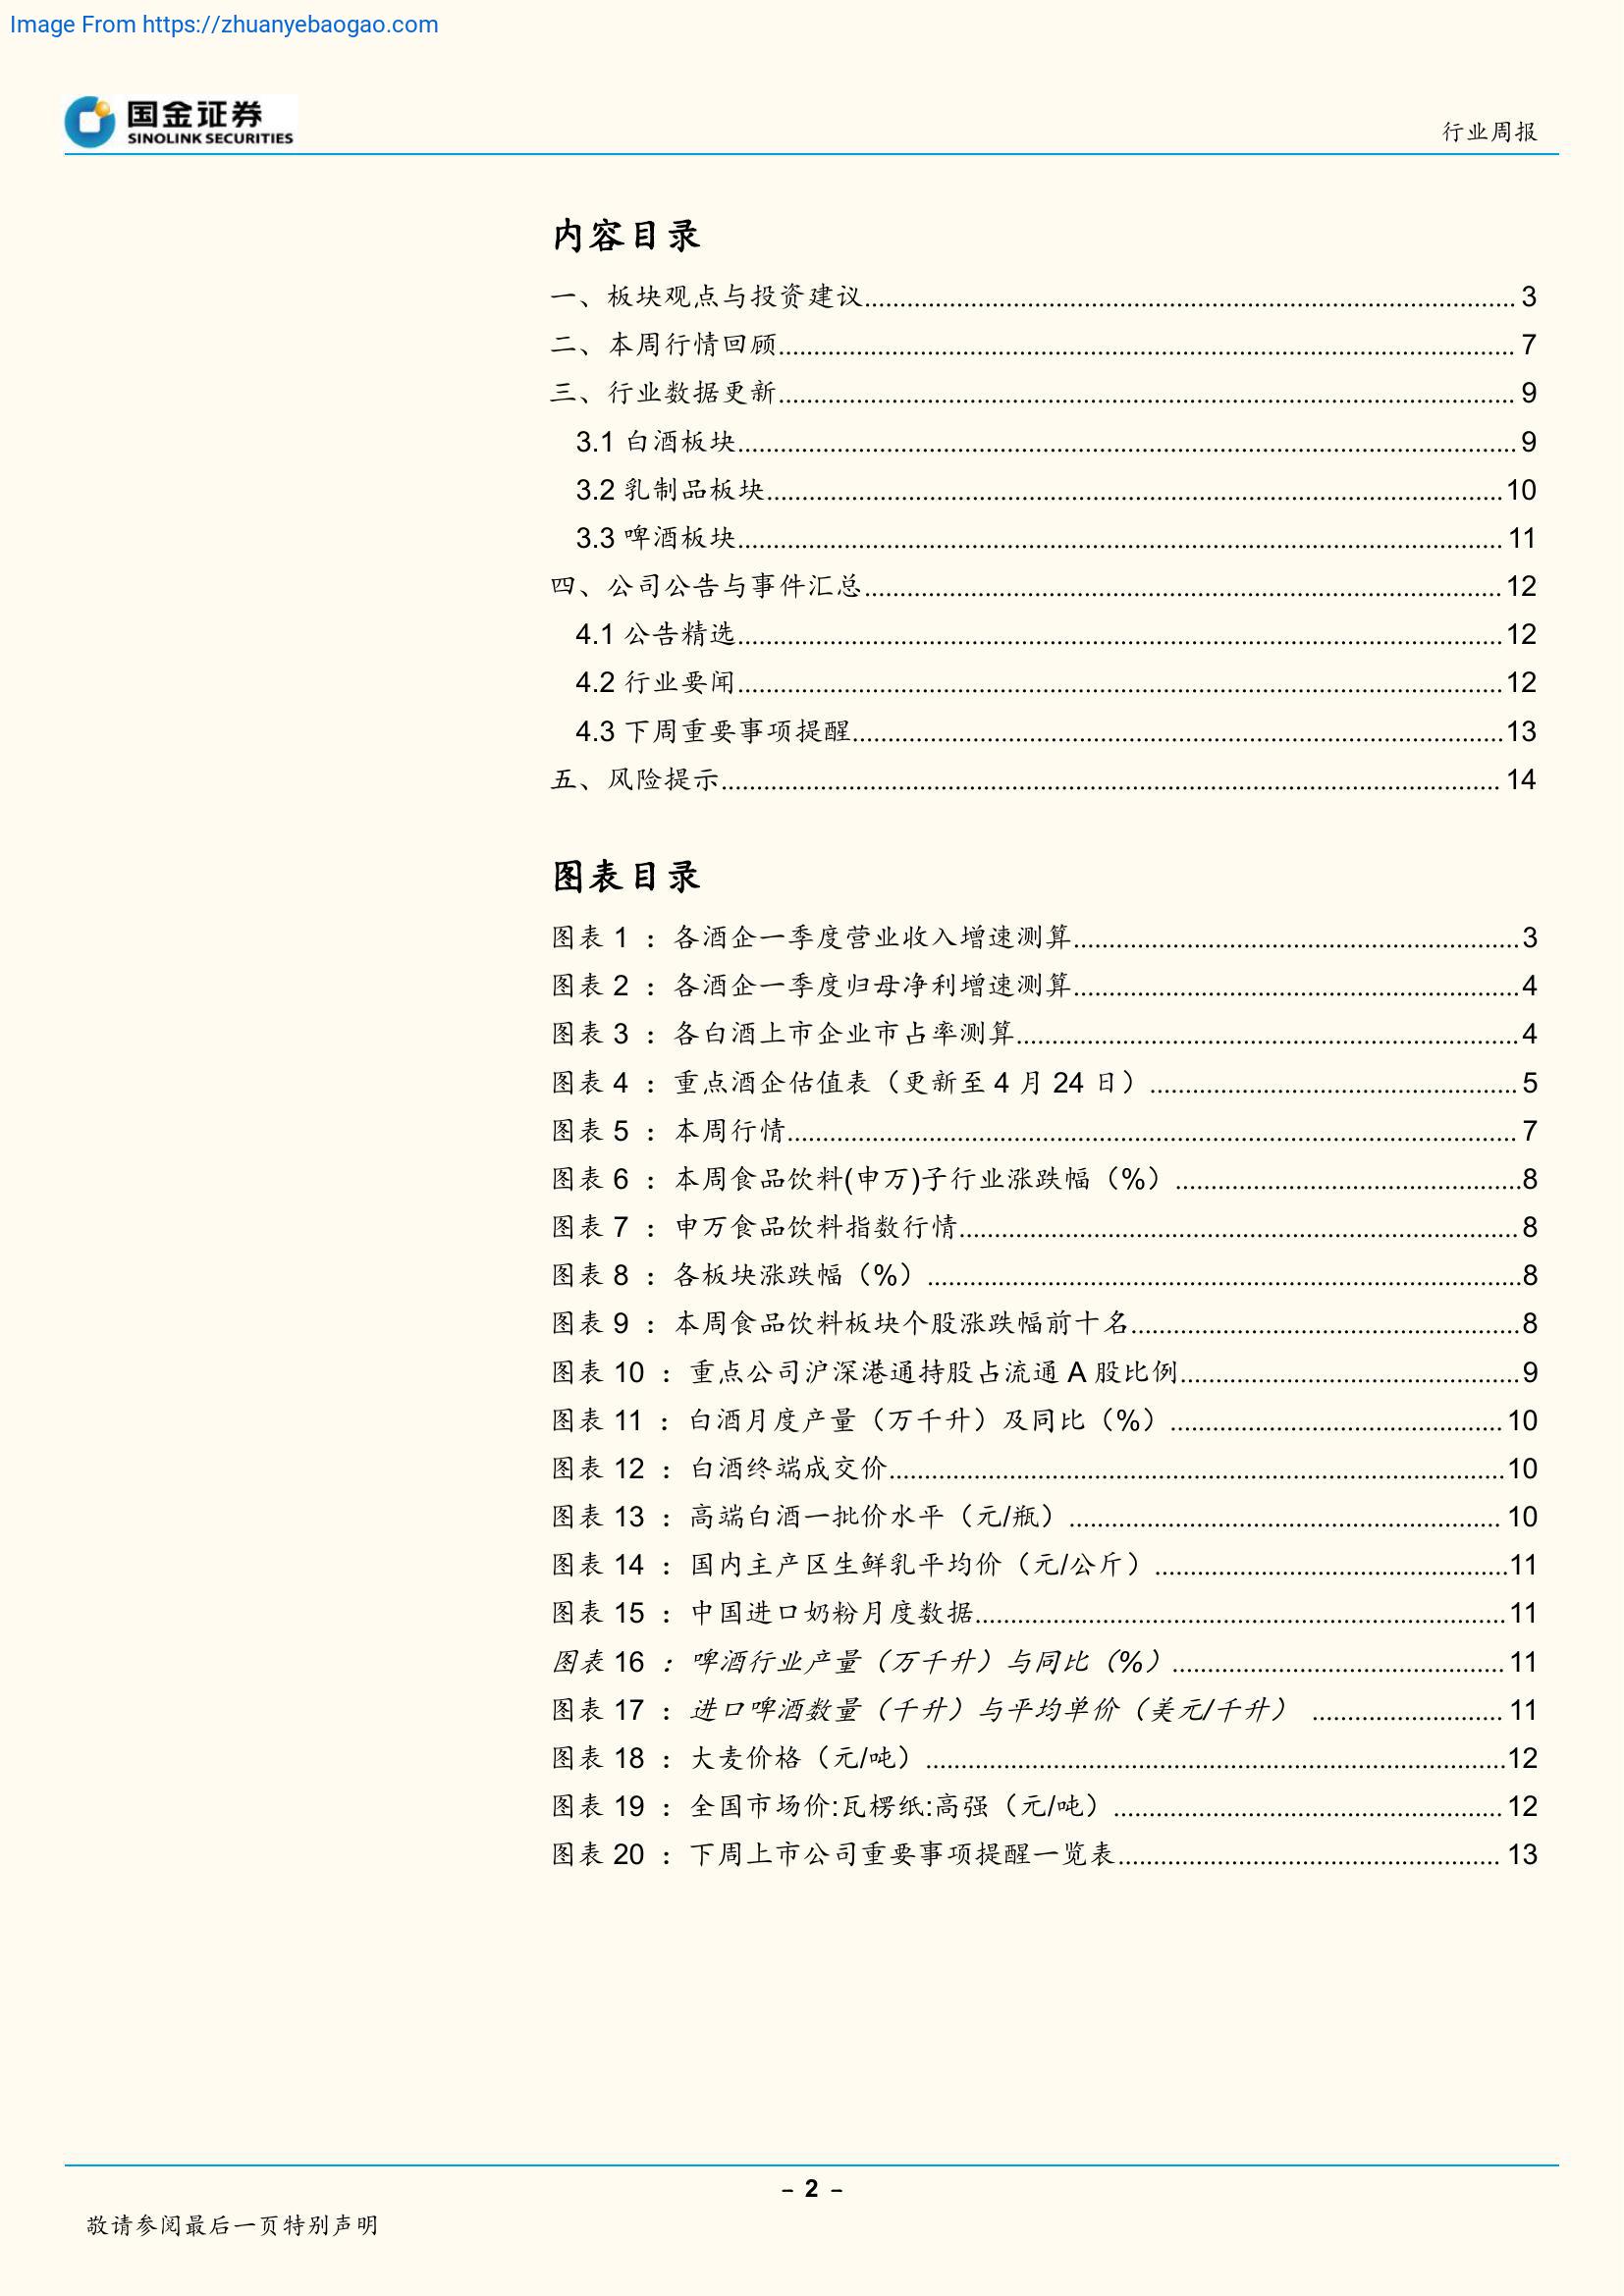 Image From https://zhuanyebaogao.com
国金证券
SINOLINK SECURITIES
行业周报
内容目录
一、板块观点与投资建议........................................ 3
二、本周行情回顾........................................ 7
三、行业数据更新........................................ 9
3.1 白酒板块........................................ 9
3.2 乳制品板块........................................ 10
3.3 啤酒板块........................................ 11
四、公司公告与事件汇总........................................ 12
4.1 公告精选........................................ 12
4.2 行业要闻........................................ 12
4.3 下周重要事项提醒........................................ 13
五、风险提示........................................ 14
图表目录
图表 1 ：各酒企一季度营业收入增速测算........................................ 3
图表 2 ：各酒企一季度归母净利增速测算........................................ 4
图表 3 ：各白酒上市企业市占率测算........................................ 4
图表 4 ：重点酒企估值表（更新至 4 月 24 日）........................................ 5
图表 5 ：本周行情........................................ 7
图表 6 ：本周食品饮料(申万)子行业涨跌幅（%）........................................ 8
图表 7 ：申万食品饮料指数行情........................................ 8
图表 8 ：各板块涨跌幅（%）........................................ 8
图表 9 ：本周食品饮料板块个股涨跌幅前十名........................................ 8
图表 10 ：重点公司沪深港通持股占流通 A 股比例........................................ 9
图表 11 ：白酒月度产量（万千升）及同比（%）........................................ 10
图表 12 ：白酒终端成交价........................................ 10
图表 13 ：高端白酒一批价水平（元/瓶）........................................ 10
图表 14 ：国内主产区生鲜乳平均价（元/公斤）........................................ 11
图表 15 ：中国进口奶粉月度数据........................................ 11
图表 16 ：啤酒行业产量（万千升）与同比（%）........................................ 11
图表 17 ：进口啤酒数量（千升）与平均单价（美元/千升） ........................................ 11
图表 18 ：大麦价格（元/吨）........................................ 12
图表 19 ：全国市场价:瓦楞纸:高强（元/吨）........................................ 12
图表 20 ：下周上市公司重要事项提醒一览表........................................ 13
- 2 -
敬请参阅最后一页特别声明